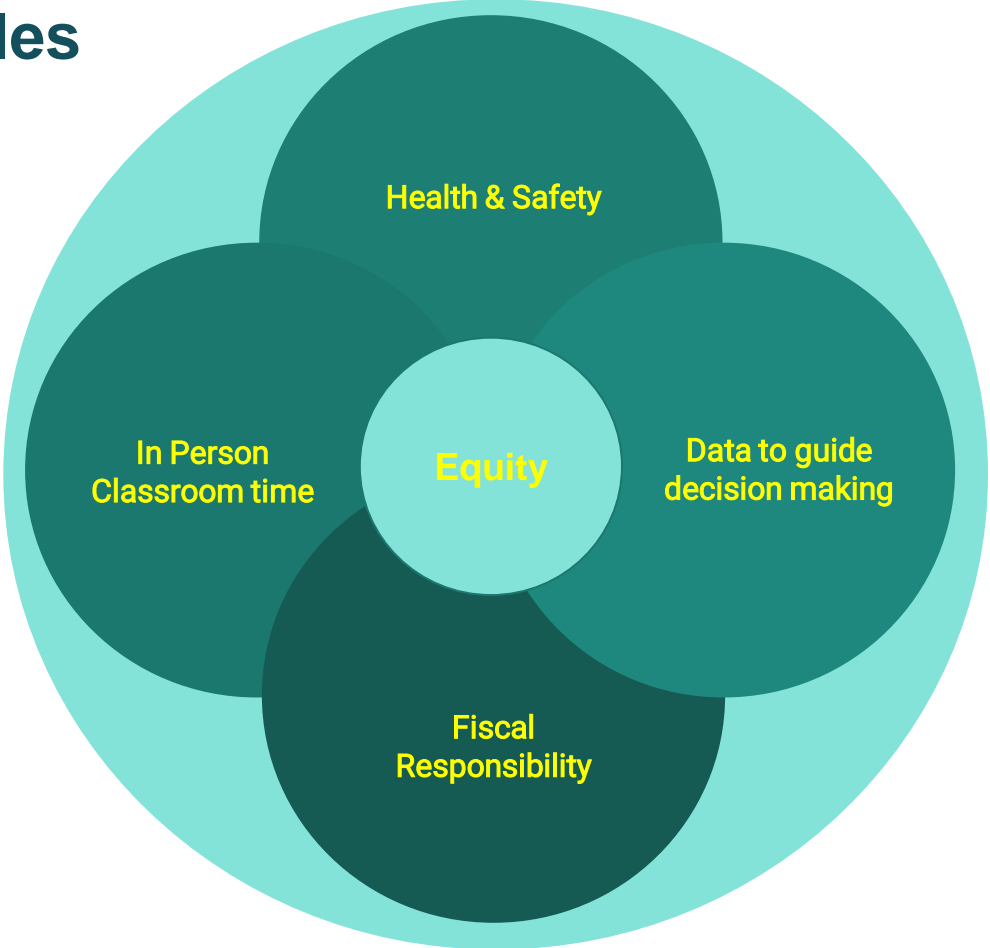 les
Health & Safety
In Person
Classroom time
Equity
Data to guide
decision making
Fiscal
Responsibility